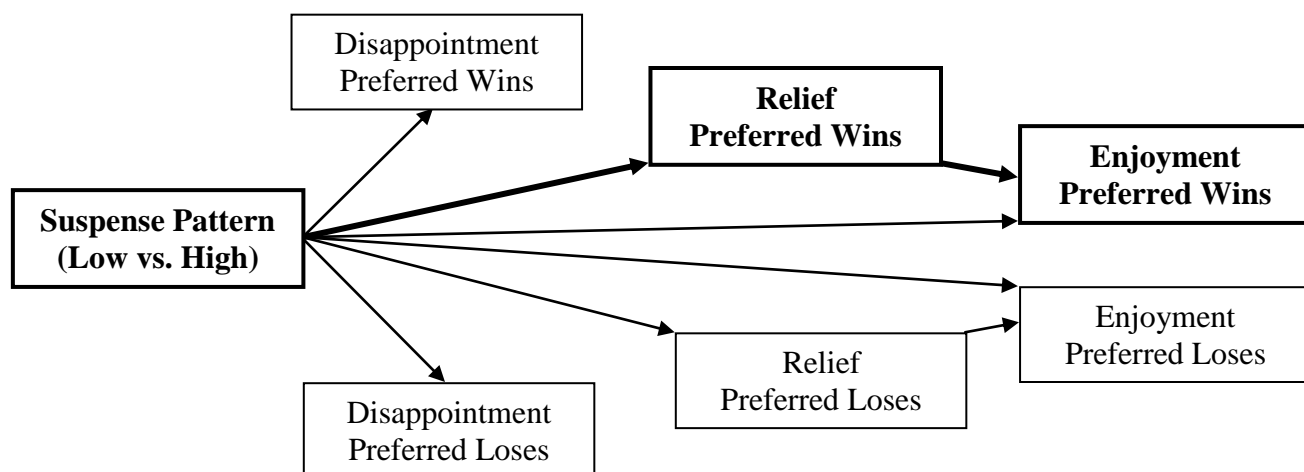 Disappointment
Preferred Wins
Relief
Preferred Wins
Enjoyment
Preferred Wins
Suspense Pattern
(Low vs. High)
Enjoyment
Preferred Loses
Relief
Preferred Loses
Disappointment
Preferred Loses